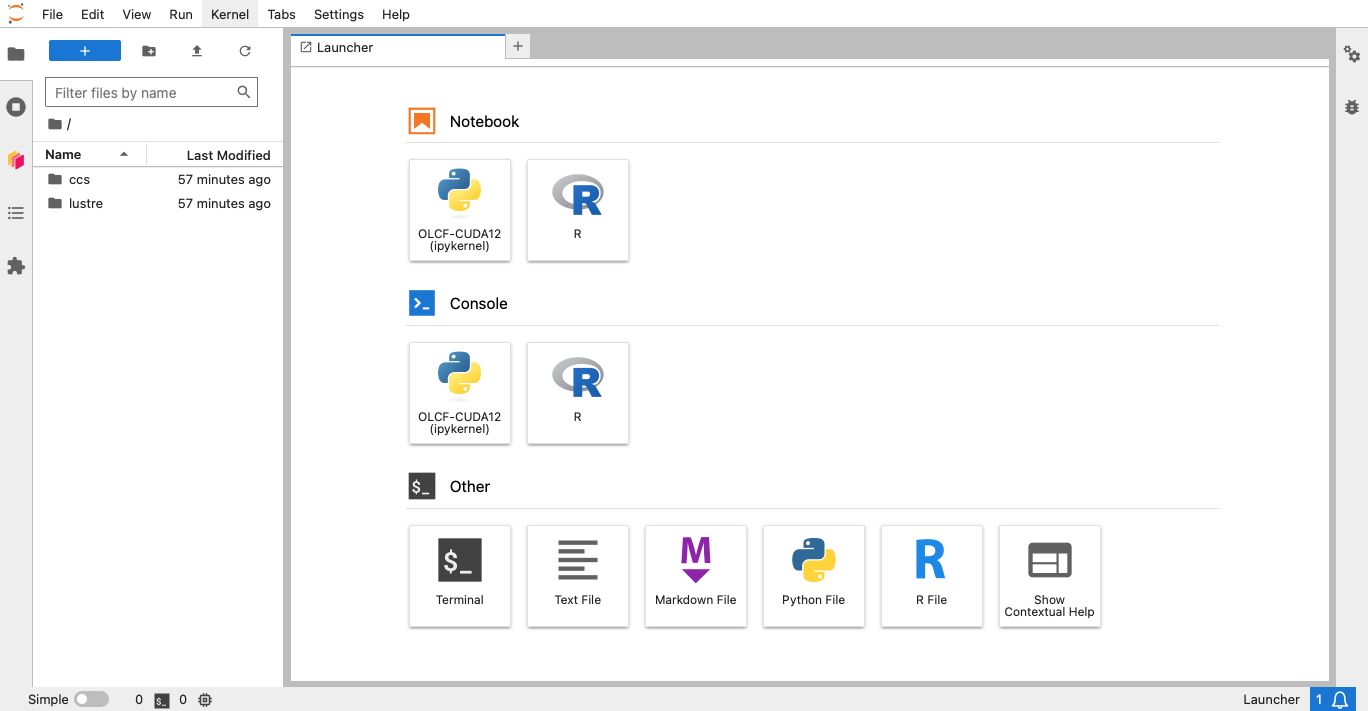 File Edit View Run Kernel Tabs Settings Help
Launcher
Filter files by name
/
Name Last Modified
ccs 57 minutes ago
lustre 57 minutes ago
Notebook
OLCF-CUDA12
(ipykernel)
R
Console
OLCF-CUDA12
(ipykernel)
R
$_ Other
$_
Terminal
Text File
M
Markdown File
Python File
R
R File
Show
Contextual Help
Simple 0 $_ 0 Launcher 1